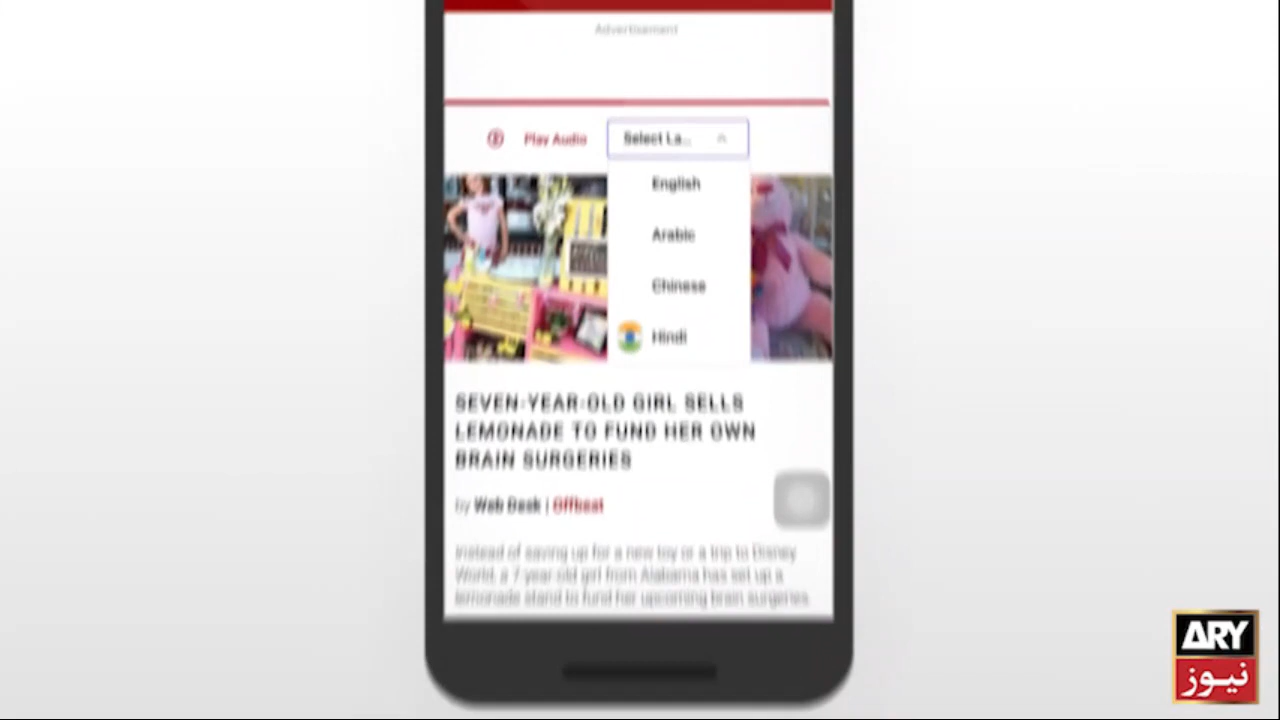 Advertisement
Play Audio
Select La...
English
Arabic
Chinese
Hindi
SEVEN-YEAR-OLD GIRL SELLS
LEMONADE TO FUND HER OWN
BRAIN SURGERIES
by Web Desk | Offbeat
Instead of saving up for a new toy or a trip to Disney
World, a 7-year-old girl from Alabama has set up a
lemonade stand to fund her upcoming brain surgeries.
ARY
نیوز